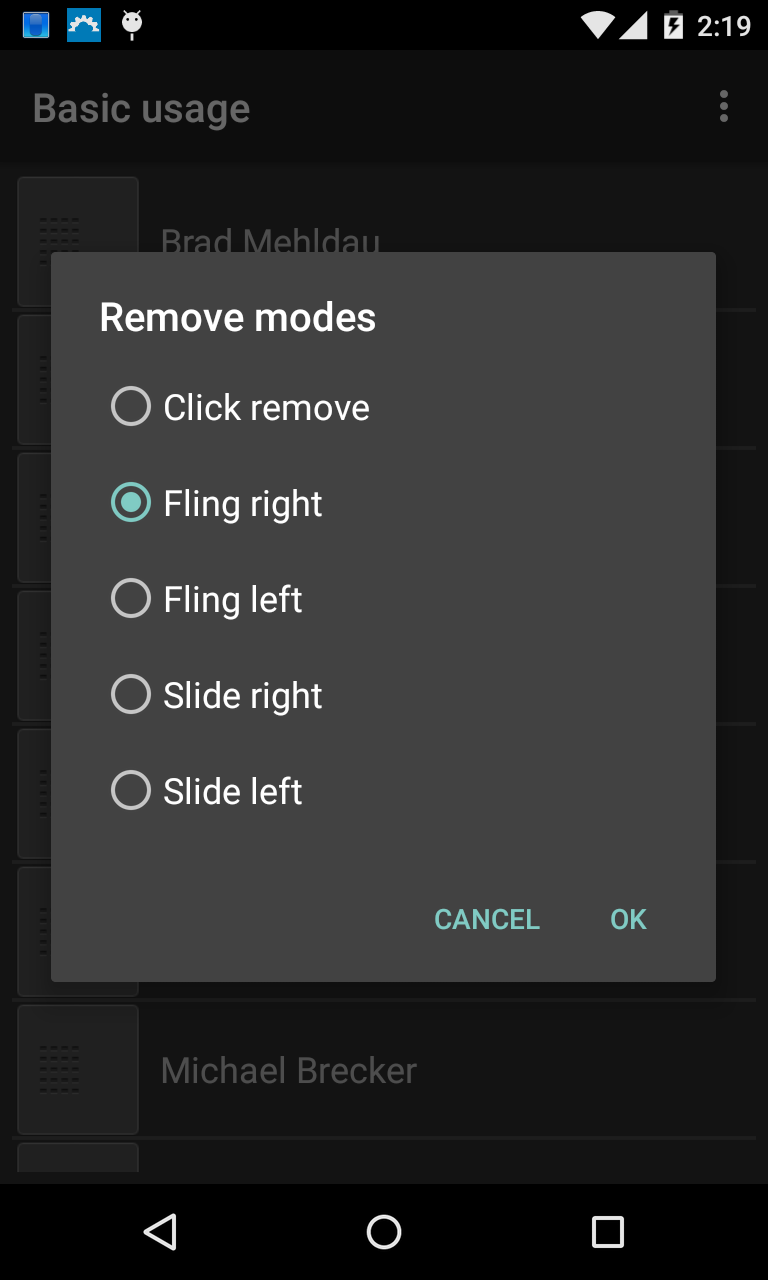 2:19
Basic usage
Brad Mehldau
Remove modes
Click remove
Fling right
Fling left
Slide right
Slide left
CANCEL OK
Michael Brecker